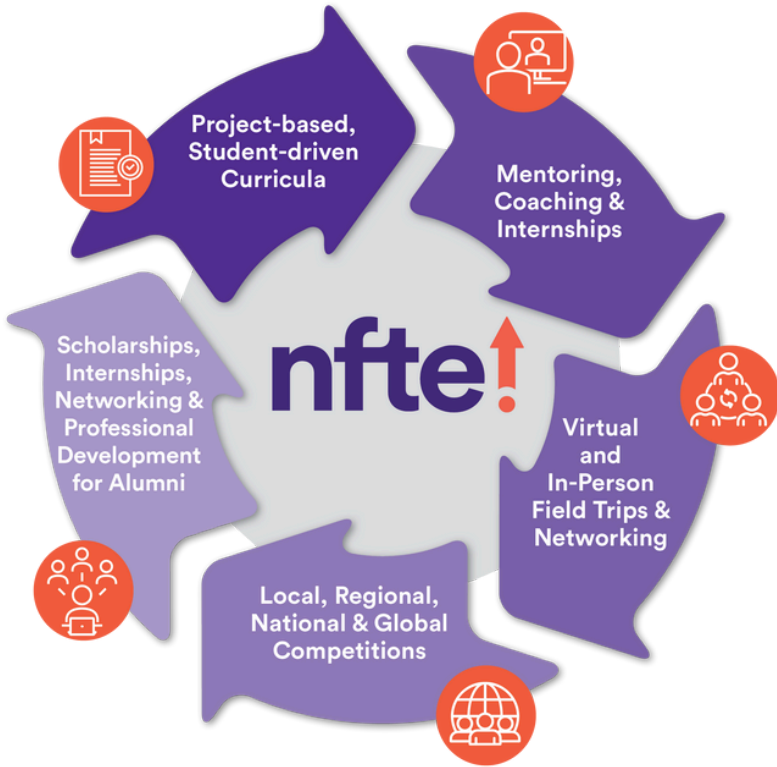 Project-based,
Student-driven
Curricula
Mentoring,
Coaching &
Internships
Virtual
and
In-Person
Field Trips &
Networking
Local, Regional,
National & Global
Competitions
Scholarships,
Internships,
Networking &
Professional
Development
for Alumni
nfte!